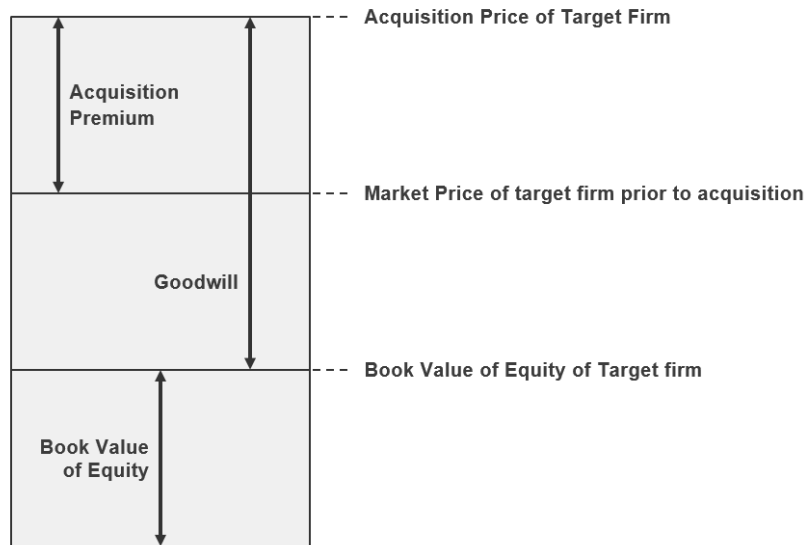 Acquisition Price of Target Firm
Acquisition
Premium
Market Price of target firm prior to acquisition
Goodwill
Book Value of Equity of Target firm
Book Value
of Equity